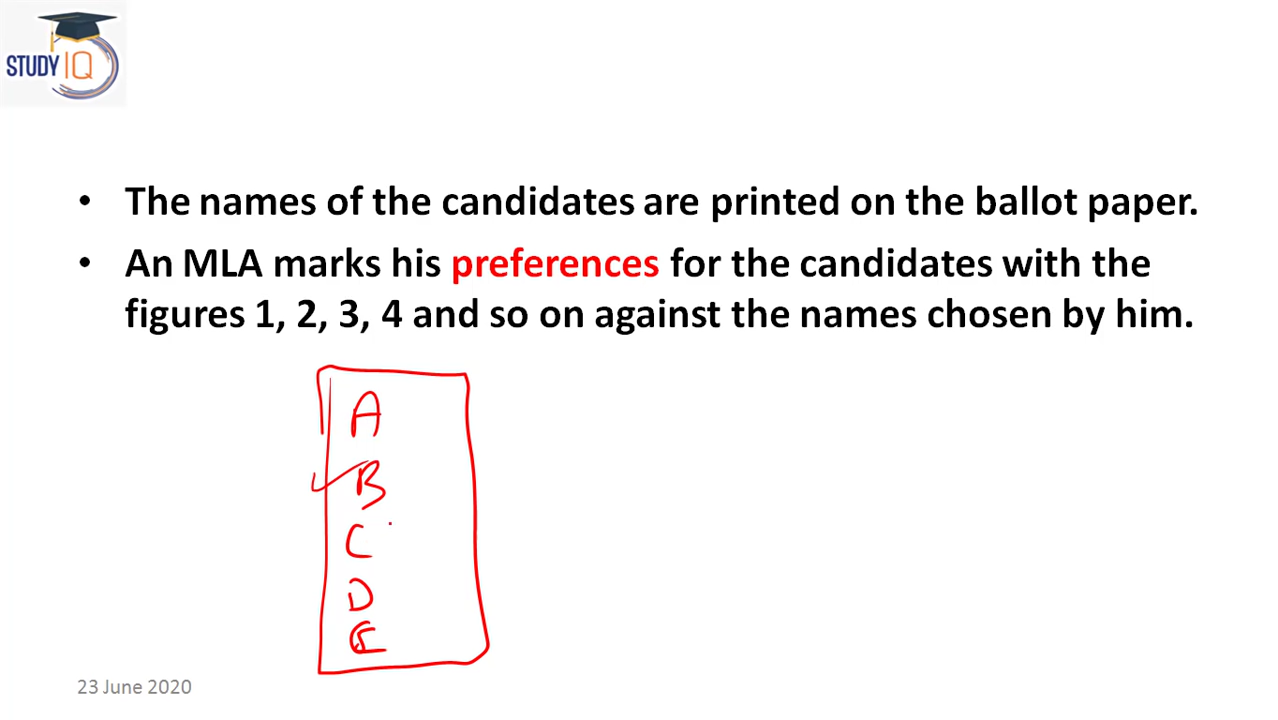 STUDY IQ
• The names of the candidates are printed on the ballot paper.
• An MLA marks his preferences for the candidates with the
figures 1, 2, 3, 4 and so on against the names chosen by him.
A
B
C
D
E
23 June 2020